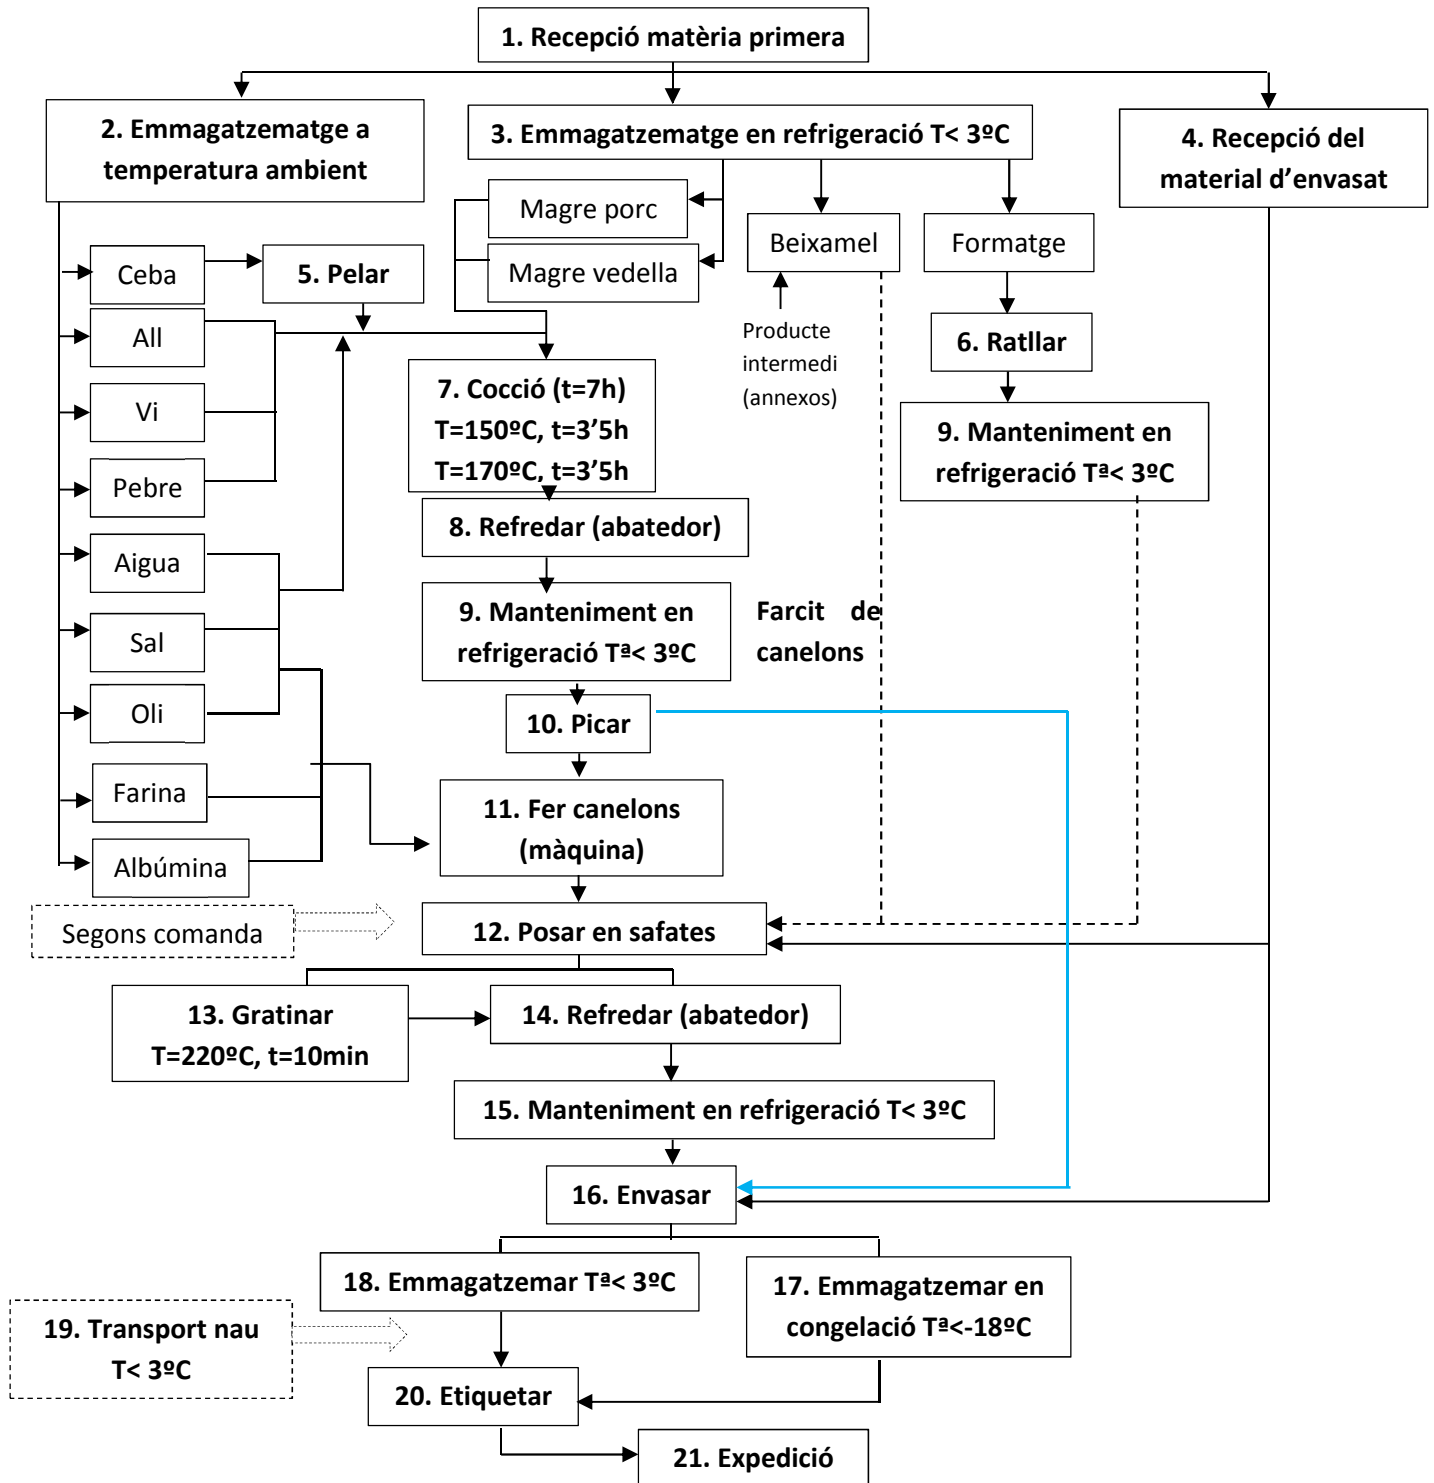 1. Recepció matèria primera
2. Emmagatzematge a
temperatura ambient
3. Emmagatzematge en refrigeració T< 3ºC
4. Recepció del
material d’envasat
Magre porc
Magre vedella
Beixamel
Formatge
Ceba
5. Pelar
All
Vi
Pebre
Aigua
Sal
Oli
Farina
Albúmina
Producte
intermedi
(annexos)
6. Ratllar
7. Cocció (t=7h)
T=150ºC, t=3’5h
T=170ºC, t=3’5h
9. Manteniment en
refrigeració Tª< 3ºC
8. Refredar (abatedor)
9. Manteniment en
refrigeració Tª< 3ºC
Farcit de
canelons
10. Picar
11. Fer canelons
(màquina)
Segons comanda
12. Posar en safates
13. Gratinar
T=220ºC, t=10min
14. Refredar (abatedor)
15. Manteniment en refrigeració T< 3ºC
16. Envasar
18. Emmagatzemar Tª< 3ºC
17. Emmagatzemar en
congelació Tª<-18ºC
19. Transport nau
T< 3ºC
20. Etiquetar
21. Expedició